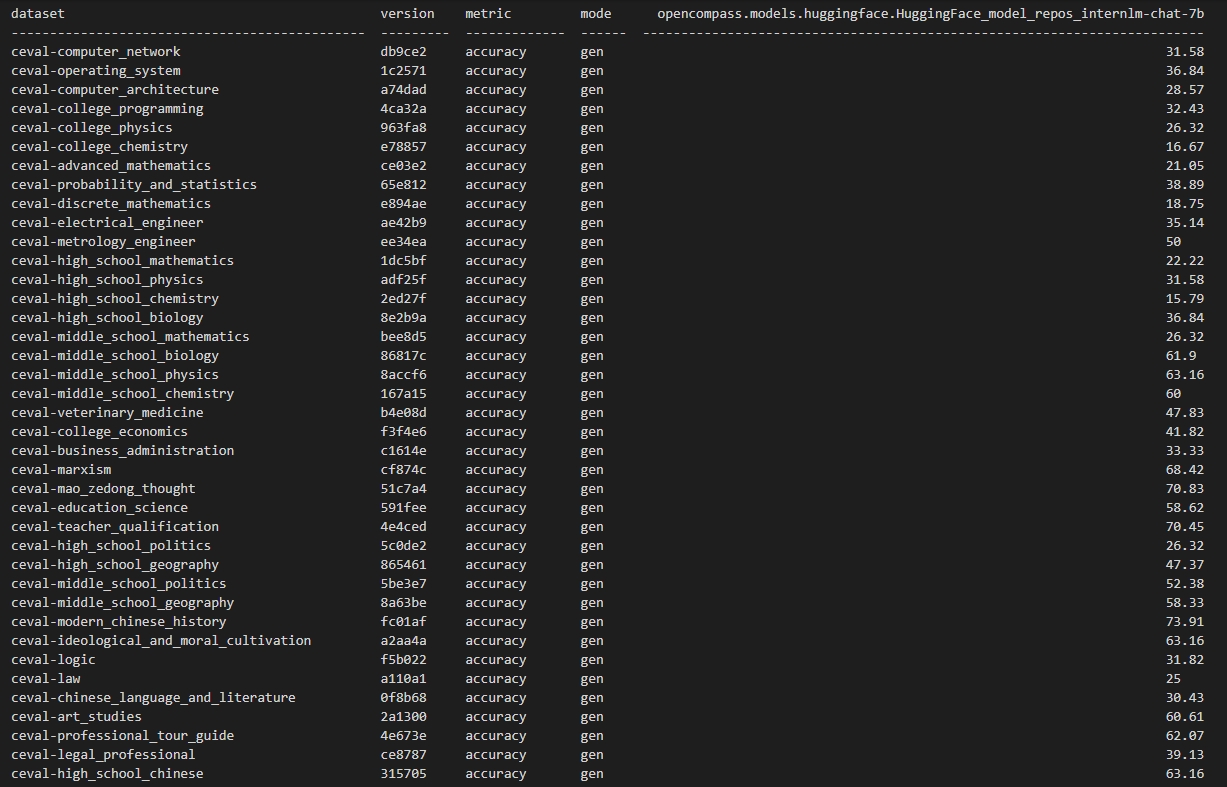 dataset version metric mode opencompass.models.huggingface.HuggingFace_model_repos_internlm-chat-7b
---------------------------------------------- --------- ------------- ------ -------------------------------------------------------------------------
ceval-computer_network db9ce2 accuracy gen 31.58
ceval-operating_system 1c2571 accuracy gen 36.84
ceval-computer_architecture a74dad accuracy gen 28.57
ceval-college_programming 4ca32a accuracy gen 32.43
ceval-college_physics 963fa8 accuracy gen 26.32
ceval-college_chemistry e78857 accuracy gen 16.67
ceval-advanced_mathematics ce03e2 accuracy gen 21.05
ceval-probability_and_statistics 65e812 accuracy gen 38.89
ceval-discrete_mathematics e894ae accuracy gen 18.75
ceval-electrical_engineer ae42b9 accuracy gen 35.14
ceval-metrology_engineer ee34ea accuracy gen 50
ceval-high_school_mathematics 1dc5bf accuracy gen 22.22
ceval-high_school_physics adf25f accuracy gen 31.58
ceval-high_school_chemistry 2ed27f accuracy gen 15.79
ceval-high_school_biology 8e2b9a accuracy gen 36.84
ceval-middle_school_mathematics bee8d5 accuracy gen 26.32
ceval-middle_school_biology 86817c accuracy gen 61.9
ceval-middle_school_physics 8accf6 accuracy gen 63.16
ceval-middle_school_chemistry 167a15 accuracy gen 60
ceval-veterinary_medicine b4e08d accuracy gen 47.83
ceval-college_economics f3f4e6 accuracy gen 41.82
ceval-business_administration c1614e accuracy gen 33.33
ceval-marxism cf874c accuracy gen 68.42
ceval-mao_zedong_thought 51c7a4 accuracy gen 70.83
ceval-education_science 591fee accuracy gen 58.62
ceval-teacher_qualification 4e4ced accuracy gen 70.45
ceval-high_school_politics 5c0de2 accuracy gen 26.32
ceval-high_school_geography 865461 accuracy gen 47.37
ceval-middle_school_politics 5be3e7 accuracy gen 52.38
ceval-middle_school_geography 8a63be accuracy gen 58.33
ceval-modern_chinese_history fc01af accuracy gen 73.91
ceval-ideological_and_moral_cultivation a2aa4a accuracy gen 63.16
ceval-logic f5b022 accuracy gen 31.82
ceval-law a110a1 accuracy gen 25
ceval-chinese_language_and_literature 0f8b68 accuracy gen 30.43
ceval-art_studies 2a1300 accuracy gen 60.61
ceval-professional_tour_guide 4e673e accuracy gen 62.07
ceval-legal_professional ce8787 accuracy gen 39.13
ceval-high_school_chinese 315705 accuracy gen 63.16